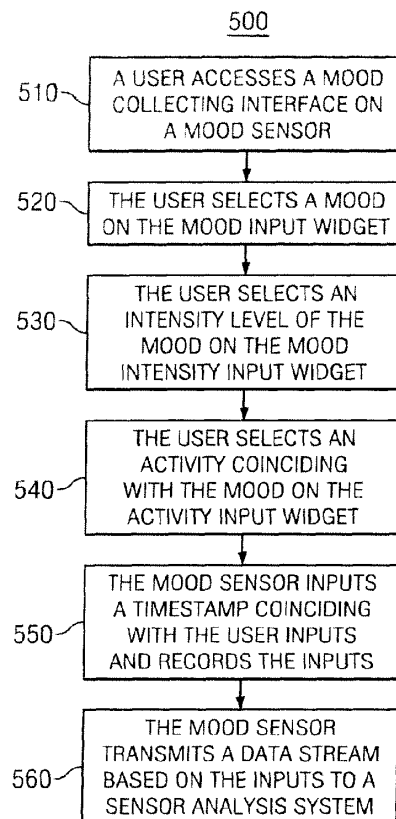 500
510
A USER ACCESSES A MOOD
COLLECTING INTERFACE ON
A MOOD SENSOR
520
THE USER SELECTS A MOOD
ON THE MOOD INPUT WIDGET
530
THE USER SELECTS AN
INTENSITY LEVEL OF THE
MOOD ON THE MOOD
INTENSITY INPUT WIDGET
540
THE USER SELECTS AN
ACTIVITY COINCIDING
WITH THE MOOD ON THE
ACTIVITY INPUT WIDGET
550
THE MOOD SENSOR INPUTS
A TIMESTAMP COINCIDING
WITH THE USER INPUTS
AND RECORDS THE INPUTS
560
THE MOOD SENSOR
TRANSMITS A DATA STREAM
BASED ON THE INPUTS TO A
SENSOR ANALYSIS SYSTEM